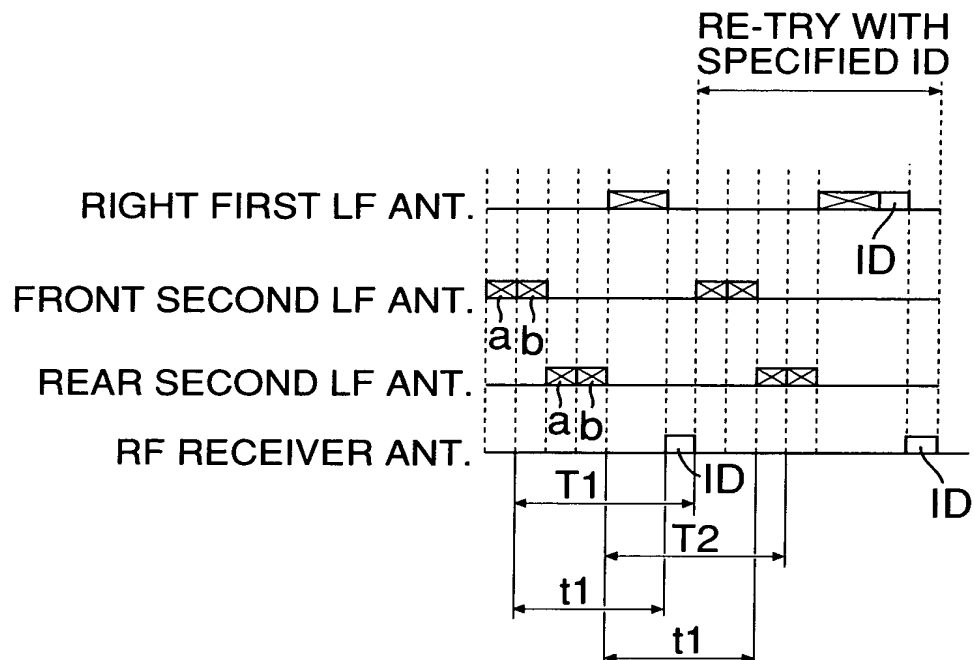 RE-TRY WITH
SPECIFIED ID
RIGHT FIRST LF ANT.
ID
FRONT SECOND LF ANT.
a b
REAR SECOND LF ANT.
a b
RF RECEIVER ANT.
ID
ID
T1
T2
t1
t1